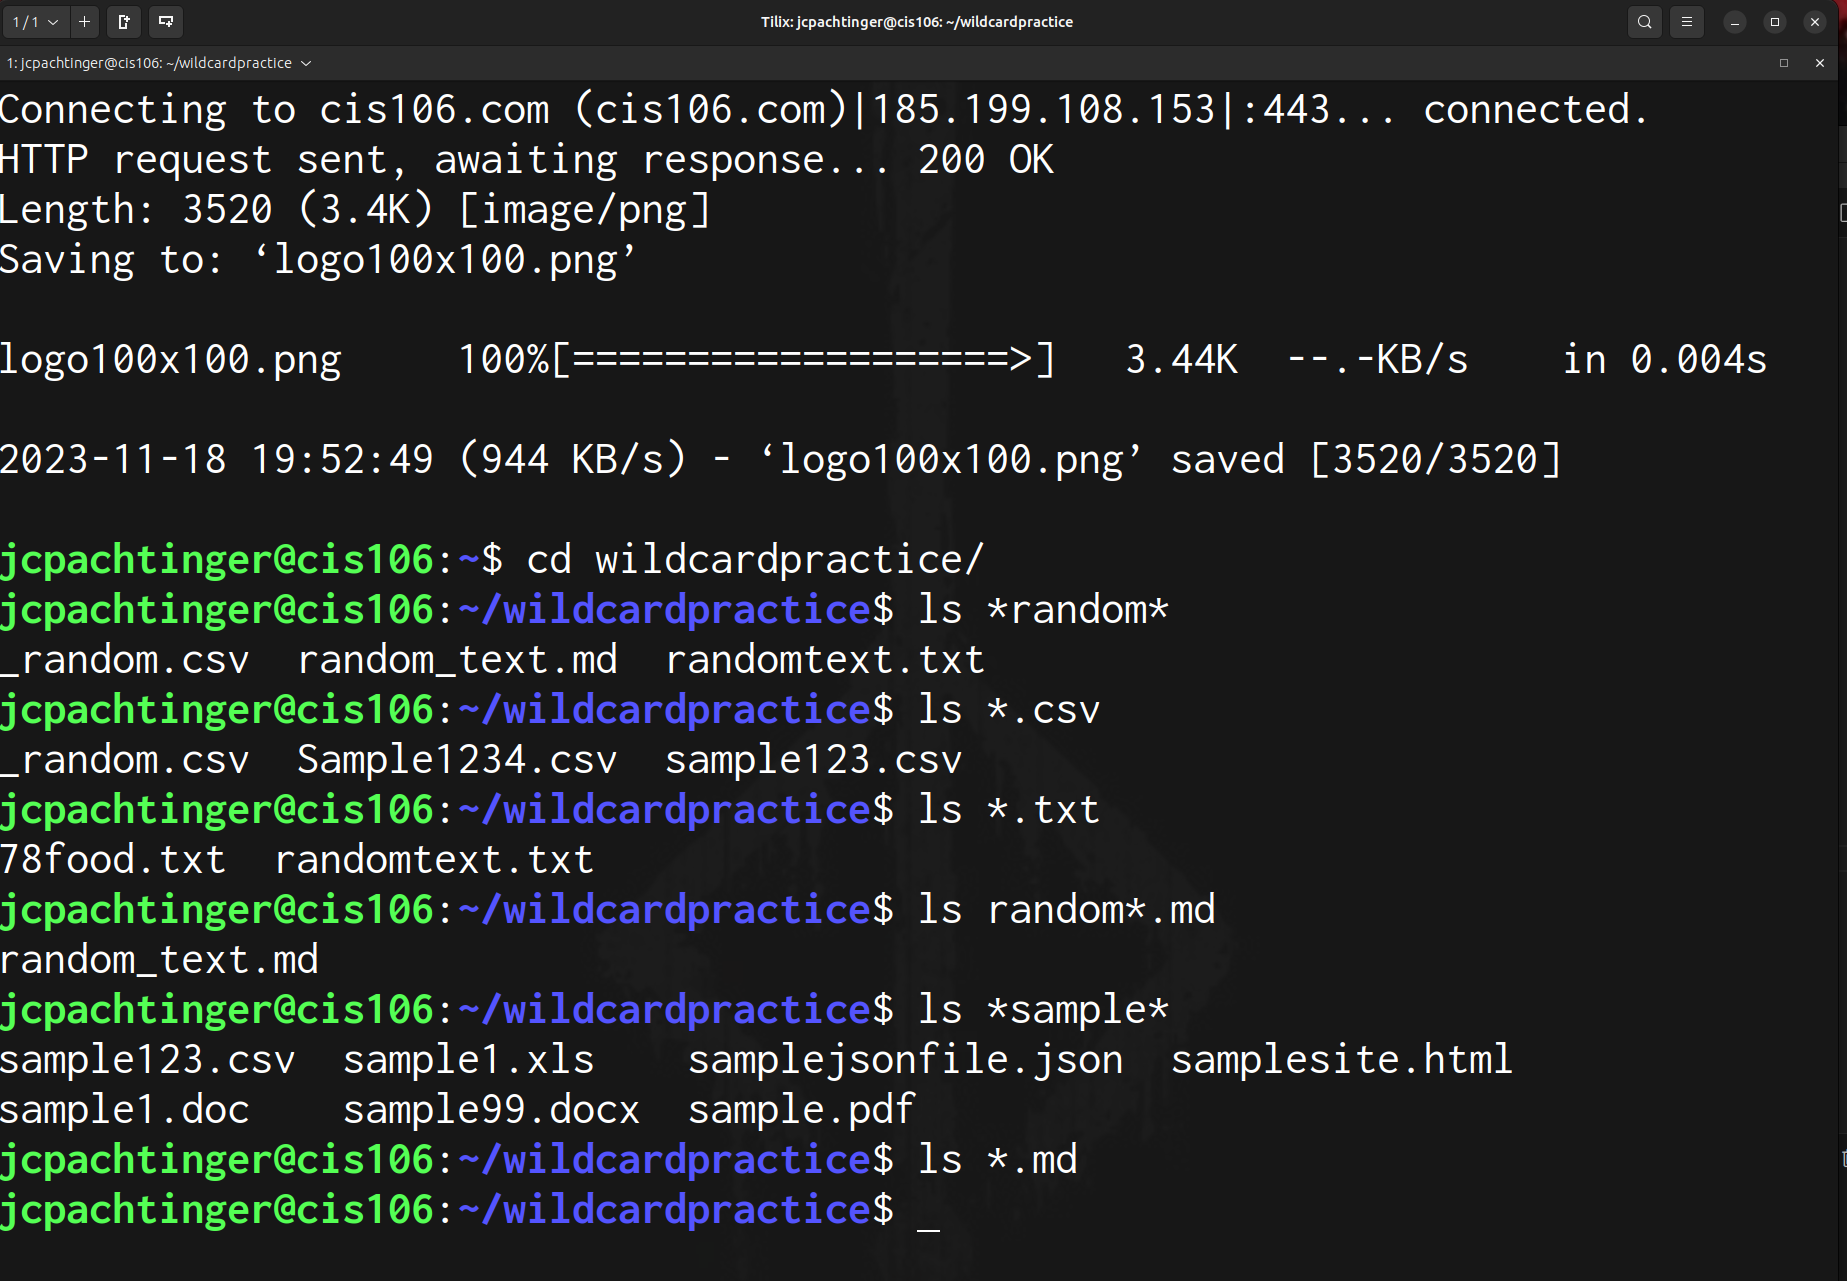 1 / 1
Tilix: jcpachtinger@cis106: ~/wildcardpractice
1: jcpachtinger@cis106: ~/wildcardpractice
Connecting to cis106.com (cis106.com)|185.199.108.153|:443... connected.
HTTP request sent, awaiting response... 200 OK
Length: 3520 (3.4K) [image/png]
Saving to: ‘logo100x100.png’
logo100x100.png     100%[===================>]   3.44K  --.-KB/s    in 0.004s
2023-11-18 19:52:49 (944 KB/s) - ‘logo100x100.png’ saved [3520/3520]
jcpachtinger@cis106:~$ cd wildcardpractice/
jcpachtinger@cis106:~/wildcardpractice$ ls *random*
_random.csv  random_text.md  randomtext.txt
jcpachtinger@cis106:~/wildcardpractice$ ls *.csv
_random.csv  Sample1234.csv  sample123.csv
jcpachtinger@cis106:~/wildcardpractice$ ls *.txt
78food.txt  randomtext.txt
jcpachtinger@cis106:~/wildcardpractice$ ls random*.md
random_text.md
jcpachtinger@cis106:~/wildcardpractice$ ls *sample*
sample123.csv  sample1.xls    samplejsonfile.json  samplesite.html
sample1.doc    sample99.docx  sample.pdf
jcpachtinger@cis106:~/wildcardpractice$ ls *.md
jcpachtinger@cis106:~/wildcardpractice$ _